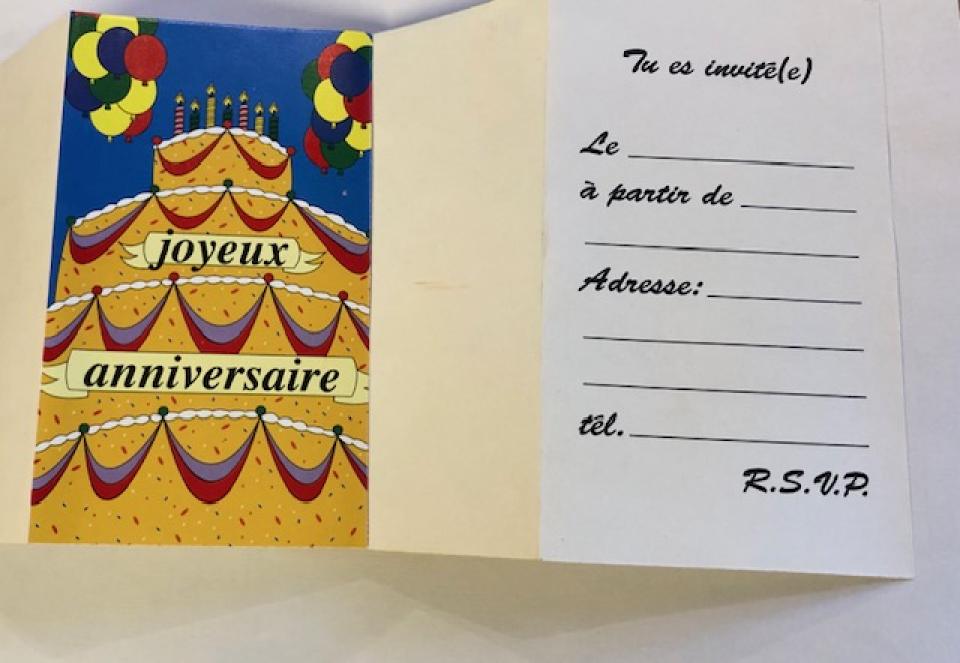 joyeux
anniversaire
Tu es invité(e)
Le
à partir de
Adresse:
tél.
R.S.V.P.